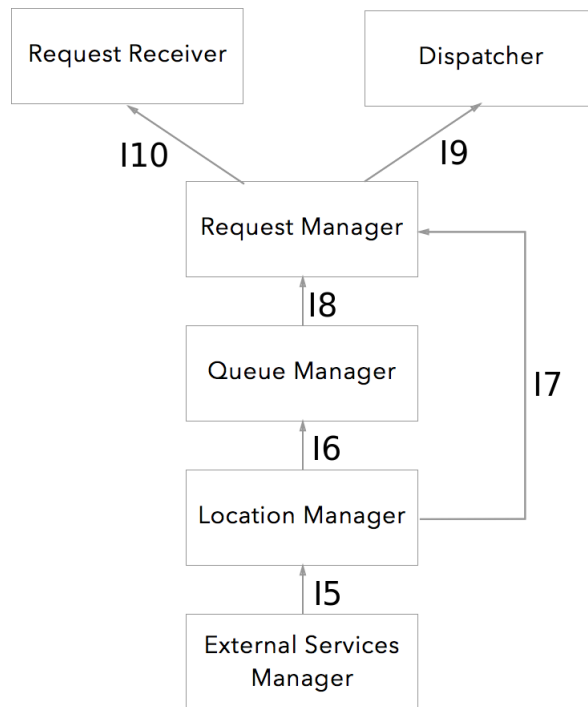 Request Receiver
Dispatcher
I10
I9
Request Manager
I8
Queue Manager
I7
I6
Location Manager
I5
External Services
Manager